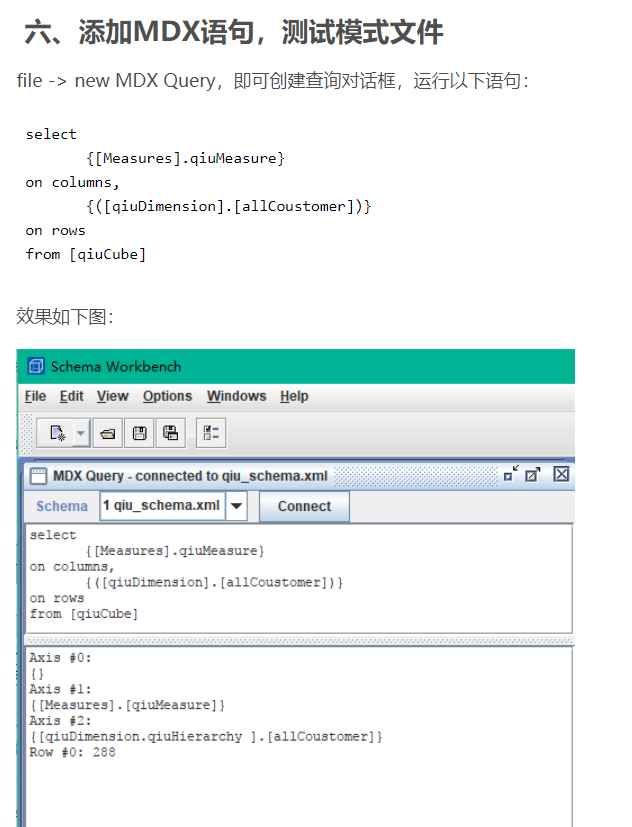 六、添加MDX语句，测试模式文件
file -> new MDX Query，即可创建查询对话框，运行以下语句：
select
{[Measures].qiuMeasure}
on columns,
{([qiuDimension].[allCoustomer])}
on rows
from [qiuCube]
效果如下图：
Schema Workbench
File Edit View Options Windows Help
MDX Query - connected to qiu_schema.xml
Schema 1 qiu_schema.xml Connect
select
{[Measures].qiuMeasure}
on columns,
{([qiuDimension].[allCoustomer])}
on rows
from [qiuCube]
Axis #0:
{}
Axis #1:
{[Measures].[qiuMeasure]}
Axis #2:
{[qiuDimension.qiuHierarchy ].[allCoustomer]}
Row #0: 288